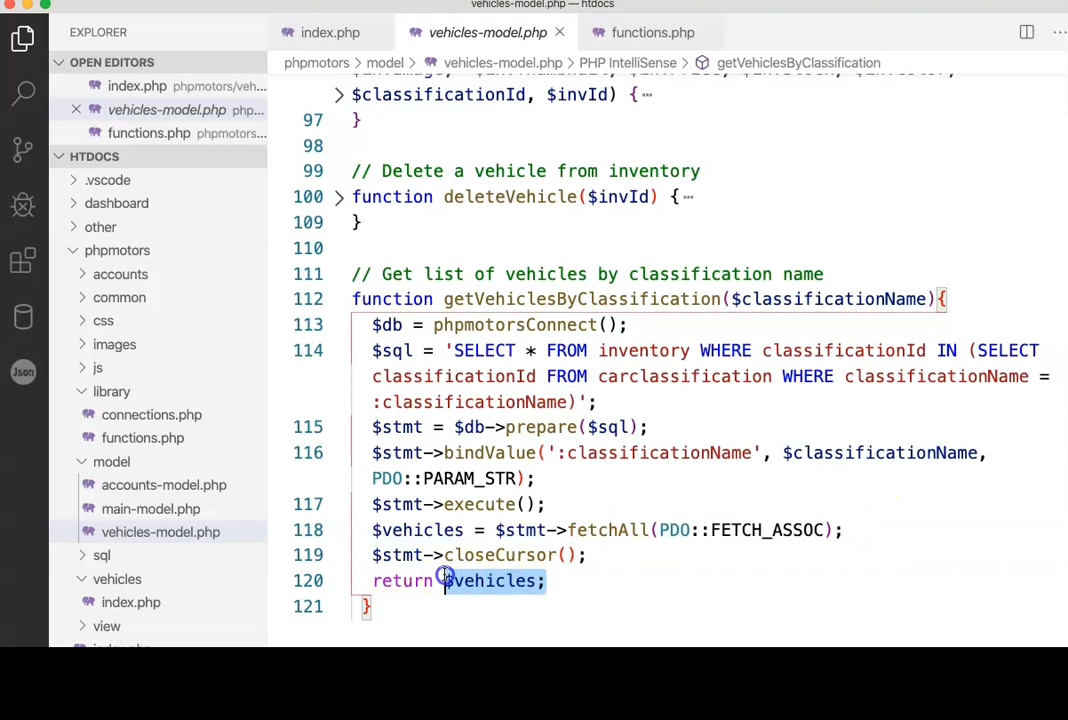 vehicles-model.php — htdocs
EXPLORER
index.php
vehicles-model.php
functions.php
OPEN EDITORS
phpmotors
model
vehicles-model.php
PHP IntelliSense
getVehiclesByClassification
index.php phpmotors/veh...
vehicles-model.php php...
functions.php phpmotors...
HTDOCS
.vscode
dashboard
other
phpmotors
accounts
common
css
images
js
library
connections.php
functions.php
model
accounts-model.php
main-model.php
vehicles-model.php
sql
vehicles
index.php
view
$classificationId, $invId) {…
97 }
98
99 // Delete a vehicle from inventory
100 function deleteVehicle($invId) {…
109 }
110
111 // Get list of vehicles by classification name
112 function getVehiclesByClassification($classificationName){
113 $db = phpmotorsConnect();
114 $sql = 'SELECT * FROM inventory WHERE classificationId IN (SELECT
classificationId FROM carclassification WHERE classificationName =
:classificationName)';
115 $stmt = $db->prepare($sql);
116 $stmt->bindValue(':classificationName', $classificationName,
PDO::PARAM_STR);
117 $stmt->execute();
118 $vehicles = $stmt->fetchAll(PDO::FETCH_ASSOC);
119 $stmt->closeCursor();
120 return $vehicles;
121 }
Json